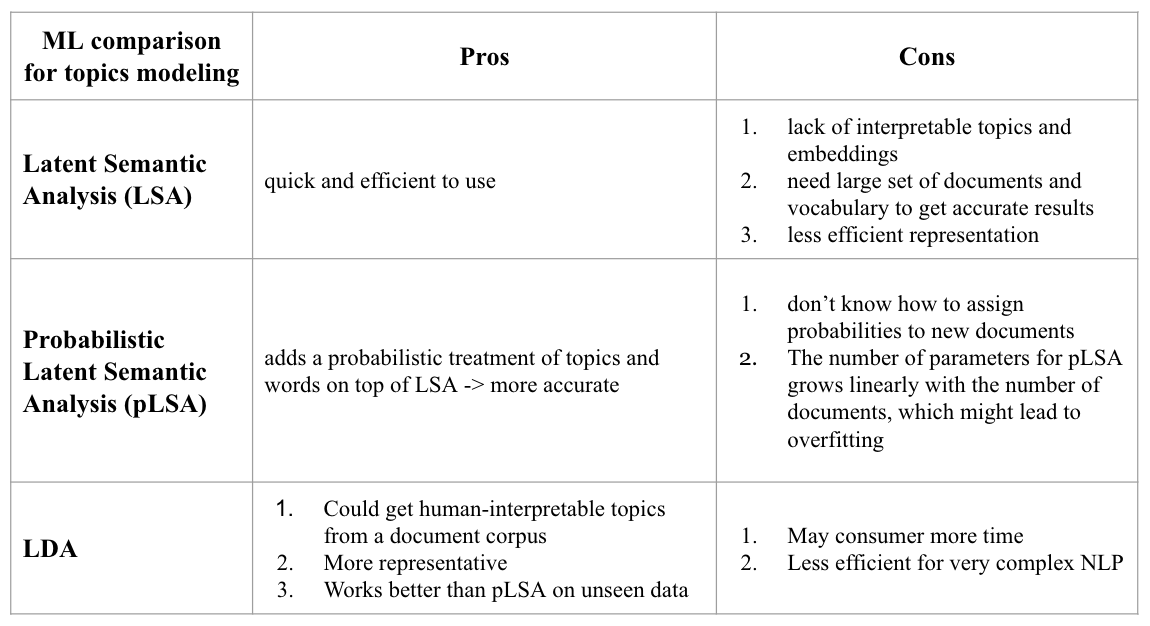 ML comparison
for topics modeling
Pros
Cons
Latent Semantic
Analysis (LSA)
quick and efficient to use
1. lack of interpretable topics and
embeddings
2. need large set of documents and
vocabulary to get accurate results
3. less efficient representation
Probabilistic
Latent Semantic
Analysis (pLSA)
adds a probabilistic treatment of topics and
words on top of LSA -> more accurate
1. don’t know how to assign
probabilities to new documents
2. The number of parameters for pLSA
grows linearly with the number of
documents, which might lead to
overfitting
LDA
1. Could get human-interpretable topics
from a document corpus
2. More representative
3. Works better than pLSA on unseen data
1. May consumer more time
2. Less efficient for very complex NLP